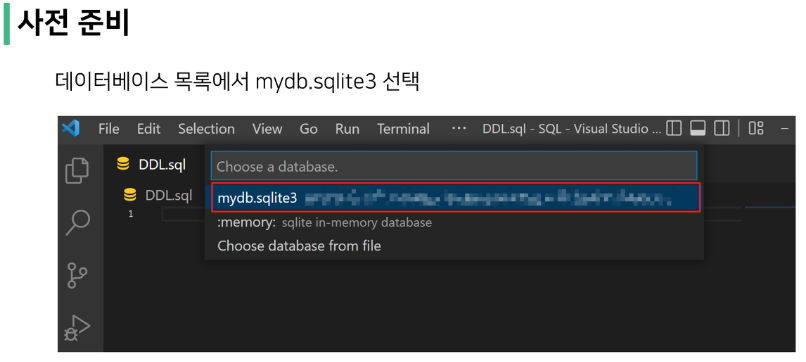 사전 준비
데이터베이스 목록에서 mydb.sqlite3 선택
File Edit Selection View Go Run Terminal ··· DDL.sql - SQL - Visual Studio ...
DDL.sql
Choose a database.
DDL.sql
mydb.sqlite3
1
:memory: sqlite in-memory database
Choose database from file